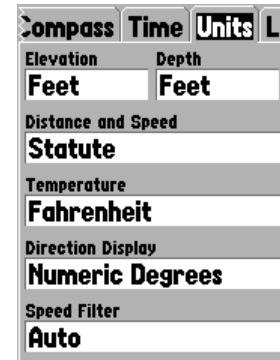 Compass Time Units L
Elevation Depth
Feet Feet
Distance and Speed
Statute
Temperature
Fahrenheit
Direction Display
Numeric Degrees
Speed Filter
Auto